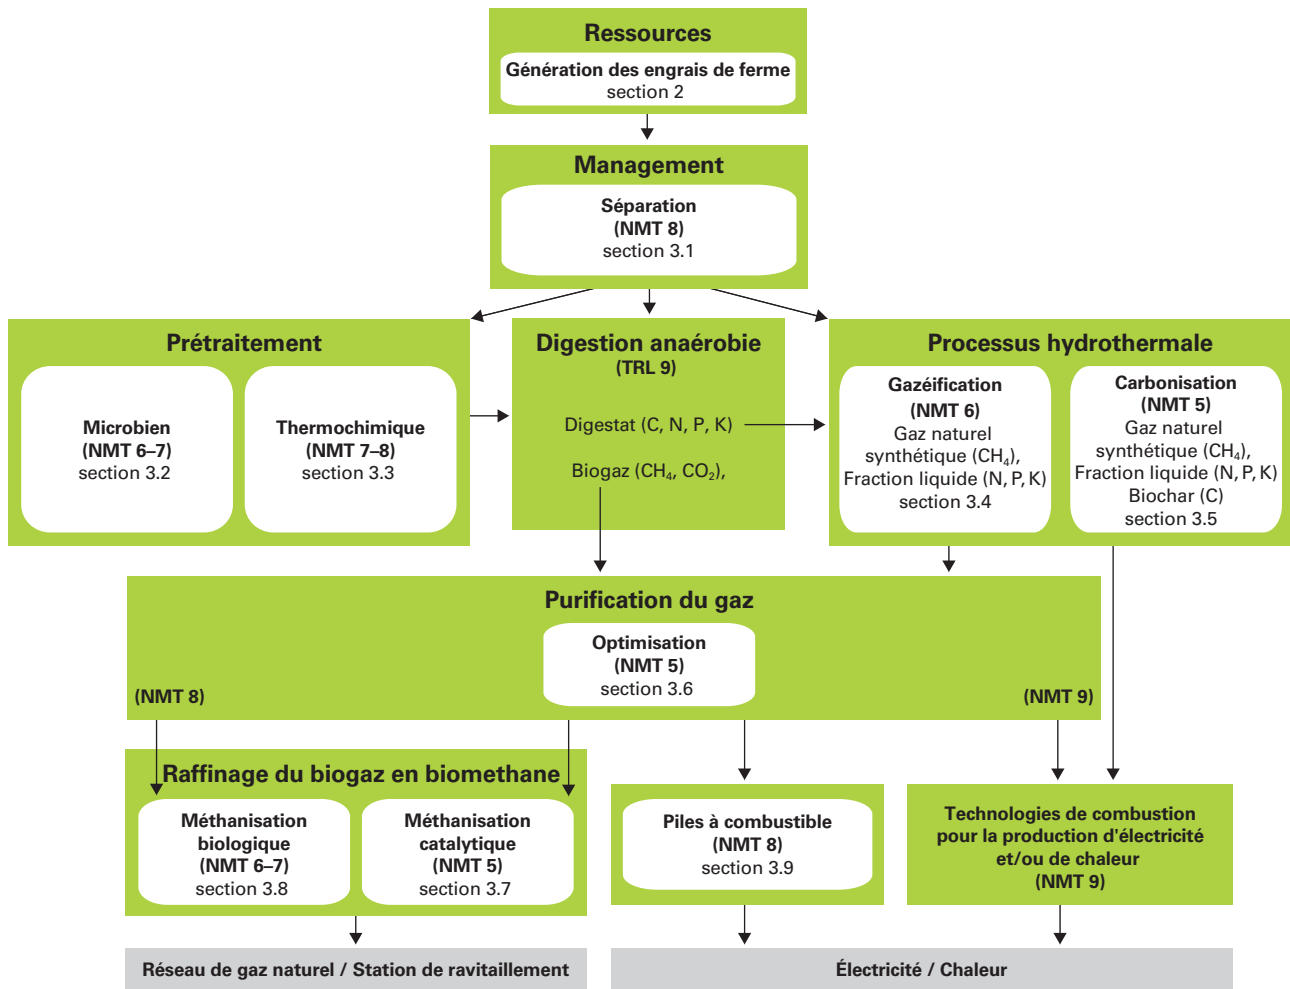 Ressources
Génération des engrais de ferme
section 2
Management
Séparation
(NMT 8)
section 3.1
Prétraitement
Microbien
(NMT 6–7)
section 3.2
Thermochimique
(NMT 7–8)
section 3.3
Digestion anaérobie
(TRL 9)
Digestat (C, N, P, K)
Biogaz (CH₄, CO₂),
Processus hydrothermale
Gazéification
(NMT 6)
Gaz naturel
synthétique (CH₄),
Fraction liquide (N, P, K)
section 3.4
Carbonisation
(NMT 5)
Gaz naturel
synthétique (CH₄),
Fraction liquide (N, P, K)
Biochar (C)
section 3.5
Purification du gaz
Optimisation
(NMT 5)
section 3.6
(NMT 8)
(NMT 9)
Raffinage du biogaz en biomethane
Méthanisation
biologique
(NMT 6–7)
section 3.8
Méthanisation
catalytique
(NMT 5)
section 3.7
Piles à combustible
(NMT 8)
section 3.9
Technologies de combustion
pour la production d'électricité
et/ou de chaleur
(NMT 9)
Réseau de gaz naturel / Station de ravitaillement
Électricité / Chaleur